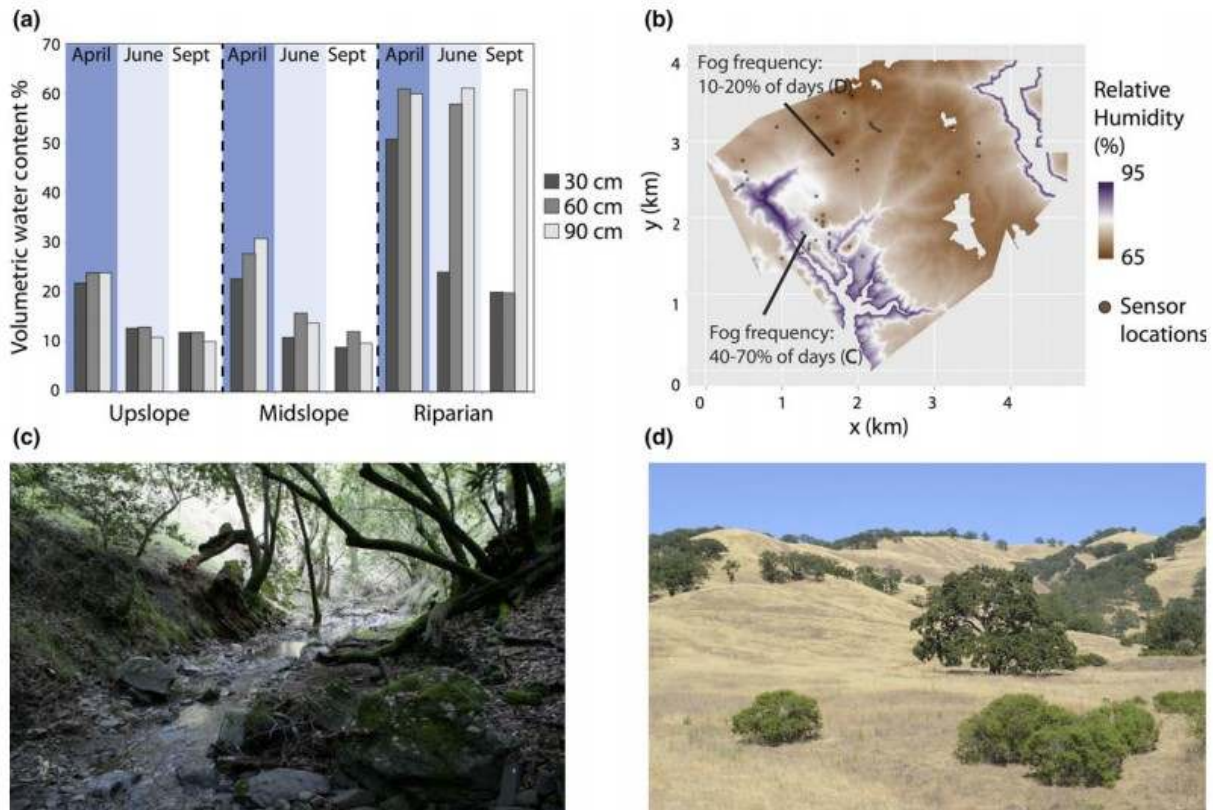 (a)
70
60
50
40
30
20
10
0
Volumetric water content %
April June Sept April June Sept April June Sept
Upslope Midslope Riparian
30 cm
60 cm
90 cm
(b)
4
3
2
1
0
y (km)
Fog frequency:
10-20% of days (D)
Fog frequency:
40-70% of days (C)
0 1 2 3 4
x (km)
Relative
Humidity
(%)
95
65
Sensor
locations
(c)
(d)